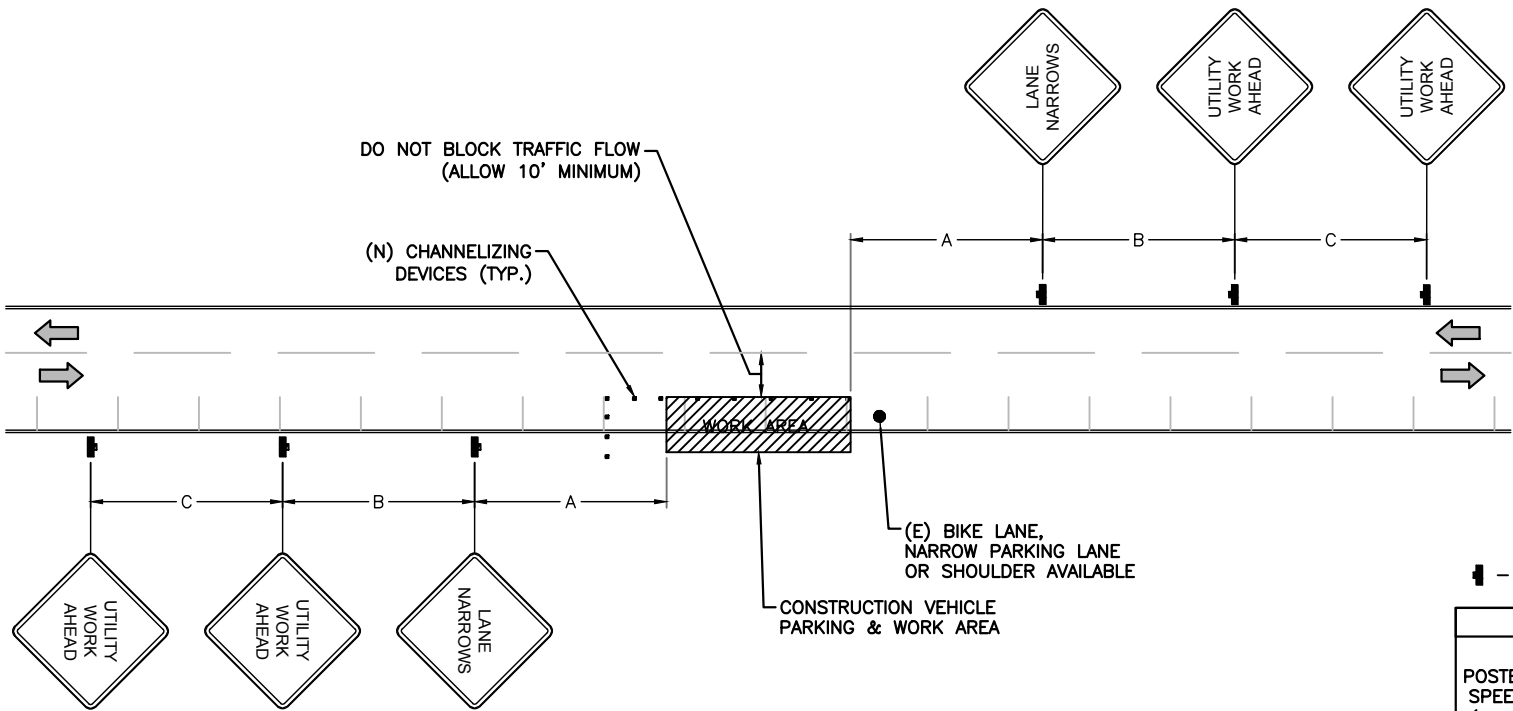 LANE
NARROWS
UTILITY
WORK
AHEAD
UTILITY
WORK
AHEAD
DO NOT BLOCK TRAFFIC FLOW
(ALLOW 10' MINIMUM)
(N) CHANNELIZING
DEVICES (TYP.)
A
B
C
WORK AREA
C
B
A
(E) BIKE LANE,
NARROW PARKING LANE
OR SHOULDER AVAILABLE
CONSTRUCTION VEHICLE
PARKING & WORK AREA
UTILITY
WORK
AHEAD
UTILITY
WORK
AHEAD
LANE
NARROWS